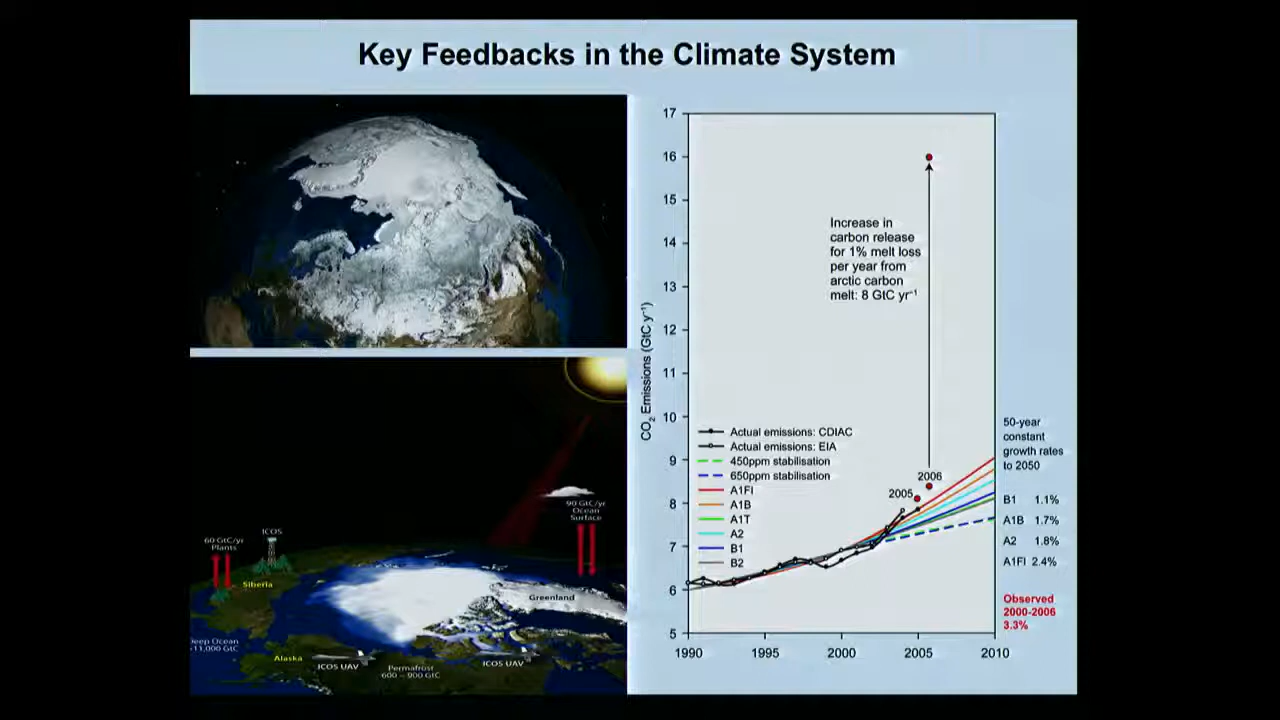 Key Feedbacks in the Climate System
60 GtC/yr
Plants
ICOS
Siberia
90 GtC/yr
Ocean
Surface
Greenland
Deep Ocean
~11,000 GtC
Alaska
ICOS UAV
Permafrost
600 – 900 GtC
ICOS UAV
CO2 Emissions (GtC y⁻¹)
17
16
15
14
13
12
11
10
9
8
7
6
5
1990
1995
2000
2005
2010
Increase in
carbon release
for 1% melt loss
per year from
arctic carbon
melt: 8 GtC yr⁻¹
Actual emissions: CDIAC
Actual emissions: EIA
450ppm stabilisation
650ppm stabilisation
A1FI
A1B
A1T
A2
B1
B2
2006
2005
50-year
constant
growth rates
to 2050
B1 1.1%
A1B 1.7%
A2 1.8%
A1FI 2.4%
Observed
2000-2006
3.3%